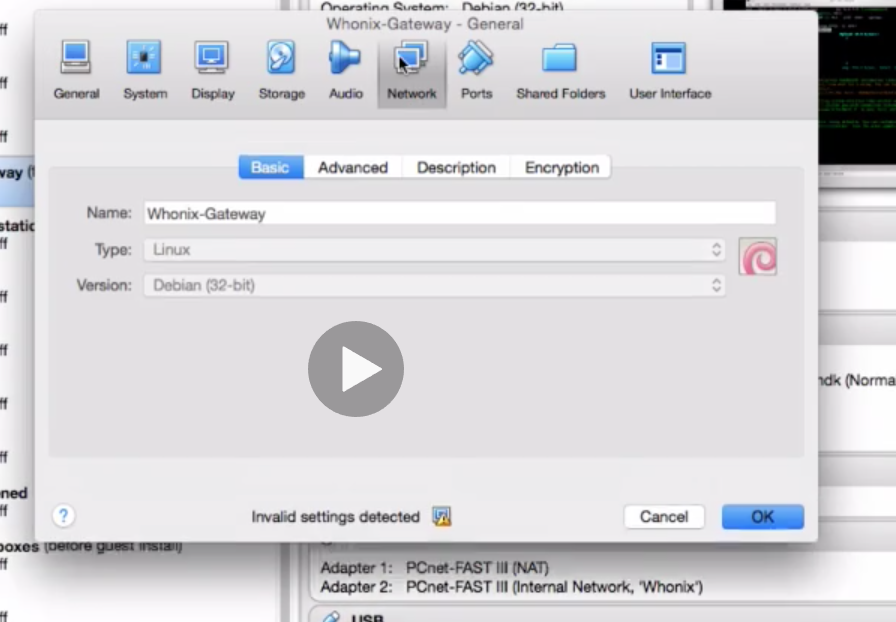 Operating System: Debian (32-bit)
Whonix-Gateway - General
General System Display Storage Audio Network Ports Shared Folders User Interface
Basic Advanced Description Encryption
Name: Whonix-Gateway
Type: Linux
Version: Debian (32-bit)
? Invalid settings detected Cancel OK
ff
ff
ff
way (
static
ff
ff
ff
ff
ff
ned
ff
boxes (before guest install)
ff
ff
ndk (Norma
Adapter 1: PCnet-FAST III (NAT)
Adapter 2: PCnet-FAST III (Internal Network, 'Whonix')
USB